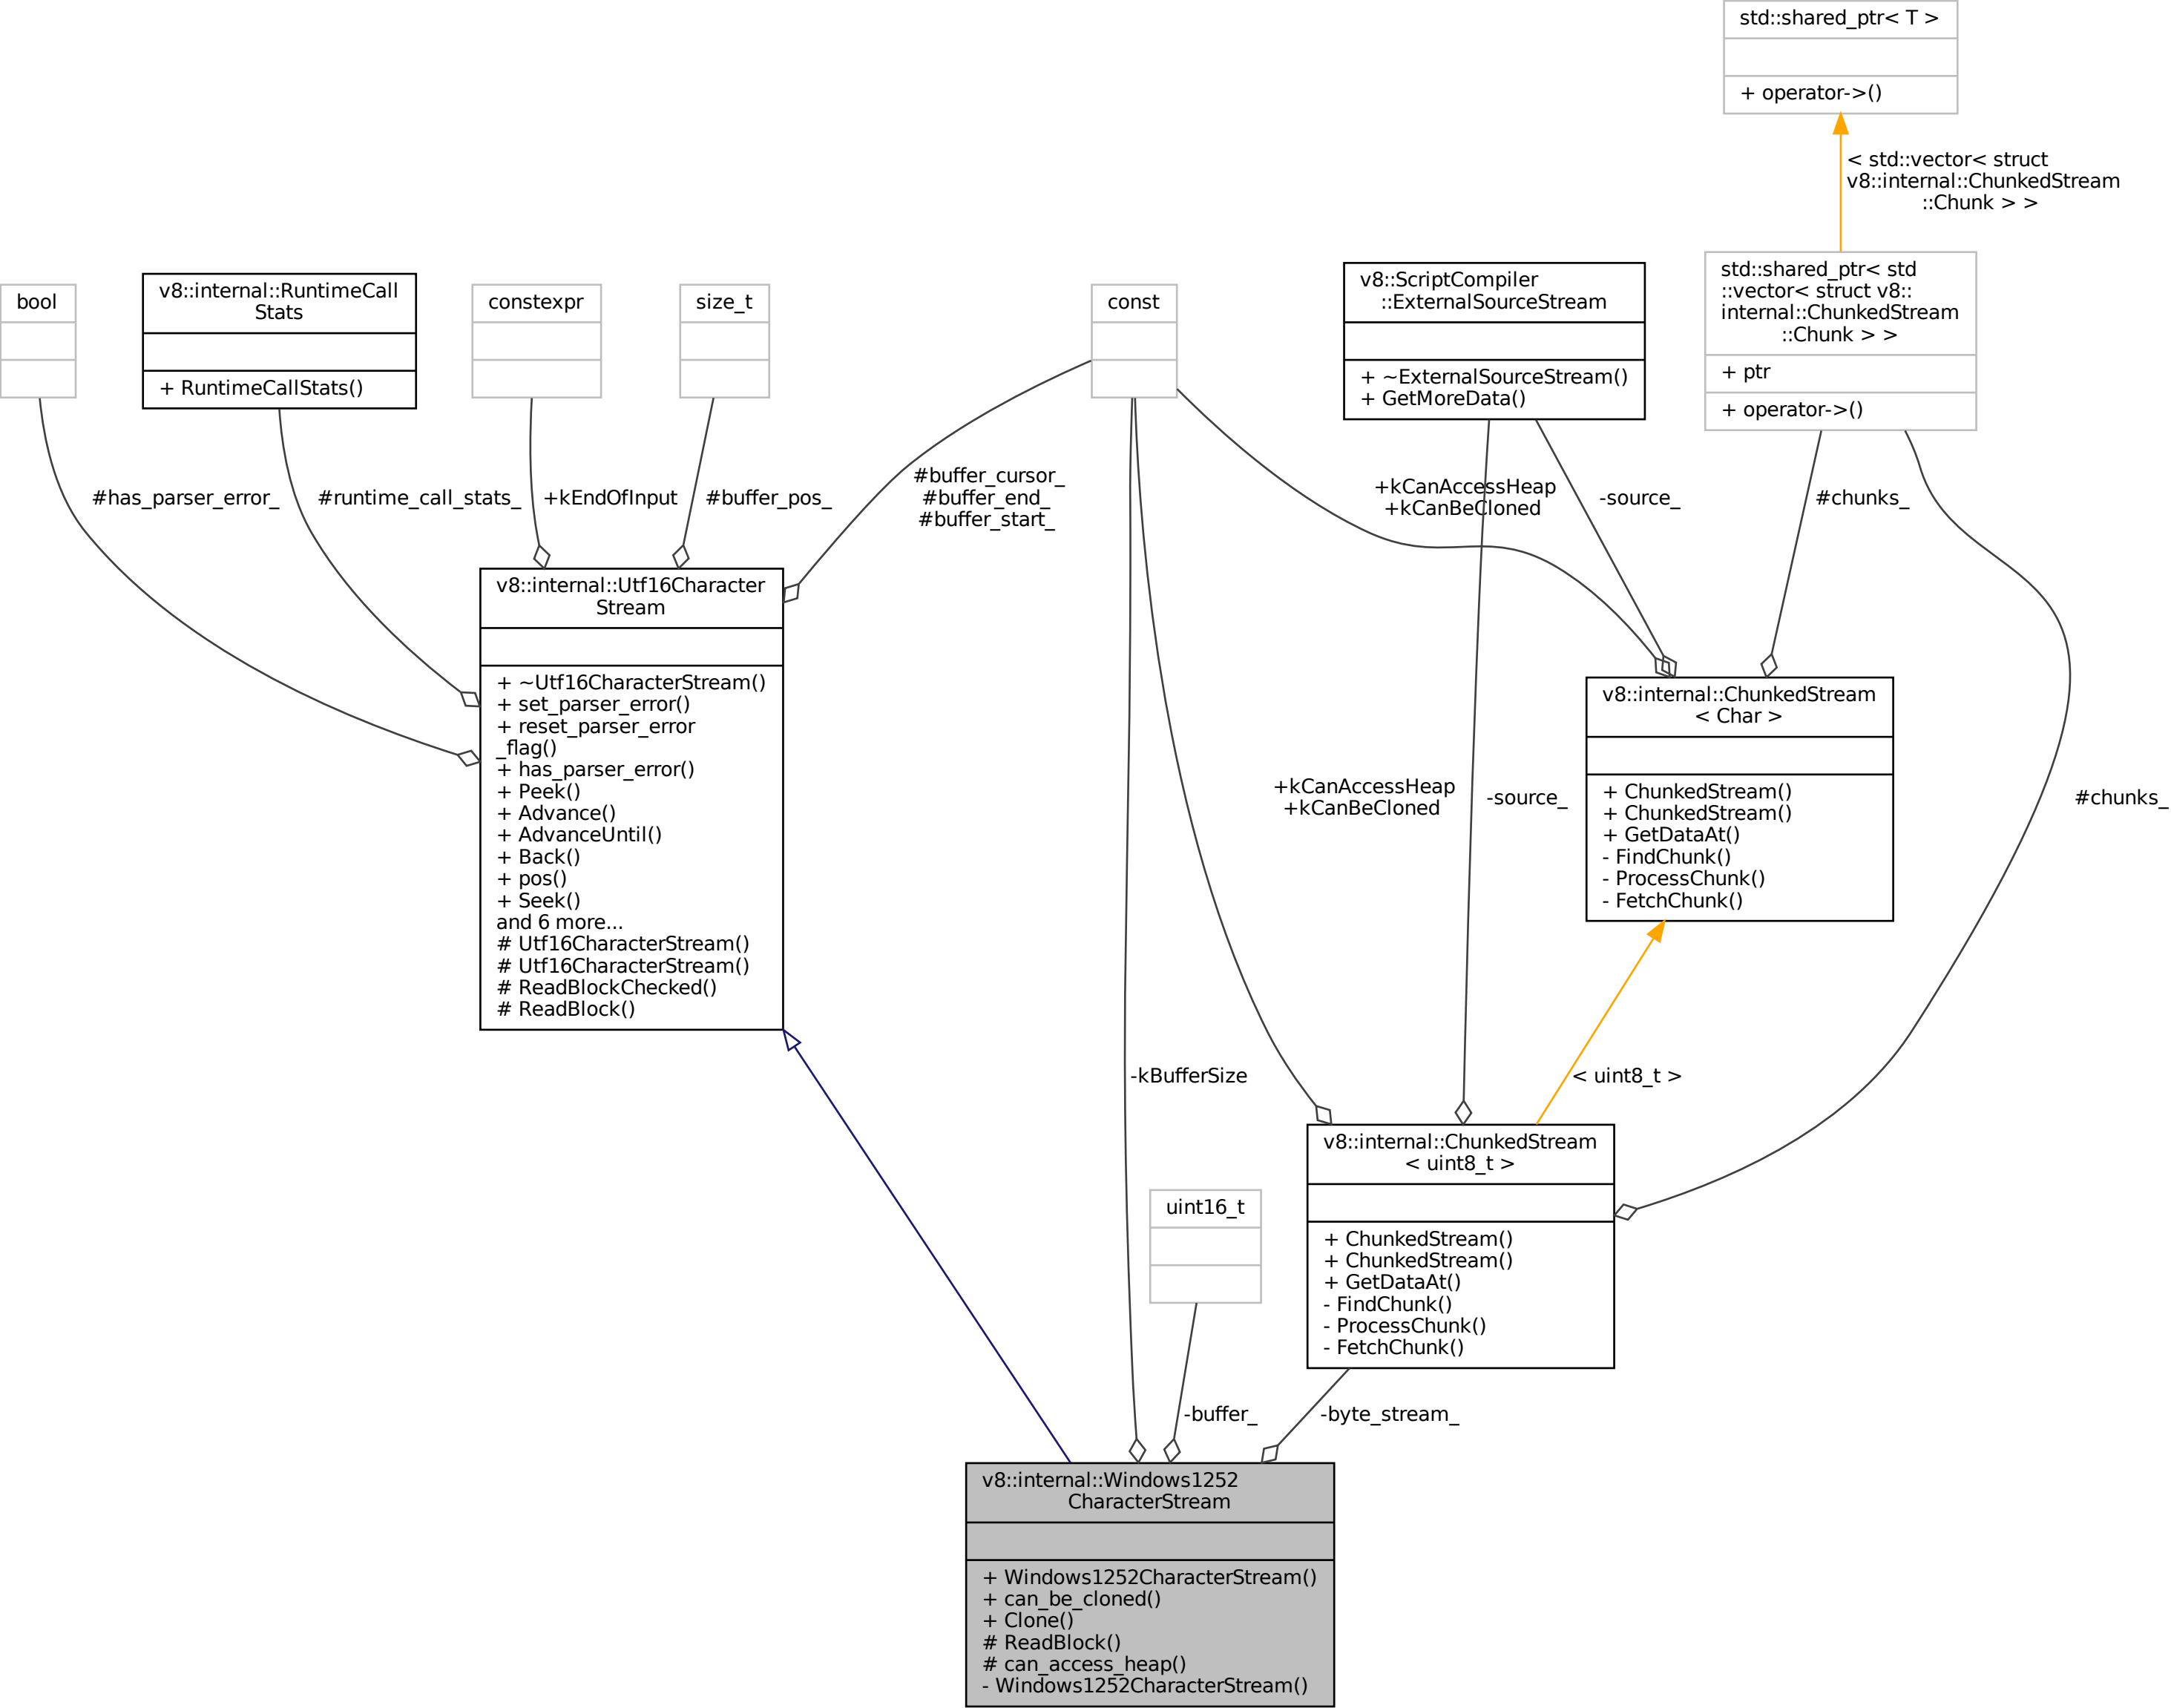 std::shared_ptr< T >
+ operator->()
< std::vector< struct
v8::internal::ChunkedStream
::Chunk > >
bool
v8::internal::RuntimeCall
Stats
+ RuntimeCallStats()
constexpr
size_t
const
v8::ScriptCompiler
::ExternalSourceStream
+ ~ExternalSourceStream()
+ GetMoreData()
std::shared_ptr< std
::vector< struct v8::
internal::ChunkedStream
::Chunk > >
+ ptr
+ operator->()
#has_parser_error_
#runtime_call_stats_
+kEndOfInput
#buffer_pos_
#buffer_cursor_
#buffer_end_
#buffer_start_
+kCanAccessHeap
+kCanBeCloned
-source_
#chunks_
v8::internal::Utf16Character
Stream
+ ~Utf16CharacterStream()
+ set_parser_error()
+ reset_parser_error
_flag()
+ has_parser_error()
+ Peek()
+ Advance()
+ AdvanceUntil()
+ Back()
+ pos()
+ Seek()
and 6 more...
# Utf16CharacterStream()
# Utf16CharacterStream()
# ReadBlockChecked()
# ReadBlock()
v8::internal::ChunkedStream
< Char >
+ ChunkedStream()
+ ChunkedStream()
+ GetDataAt()
- FindChunk()
- ProcessChunk()
- FetchChunk()
+kCanAccessHeap
+kCanBeCloned
-source_
#chunks_
-kBufferSize
< uint8_t >
v8::internal::ChunkedStream
< uint8_t >
+ ChunkedStream()
+ ChunkedStream()
+ GetDataAt()
- FindChunk()
- ProcessChunk()
- FetchChunk()
uint16_t
-buffer_
-byte_stream_
v8::internal::Windows1252
CharacterStream
+ Windows1252CharacterStream()
+ can_be_cloned()
+ Clone()
# ReadBlock()
# can_access_heap()
- Windows1252CharacterStream()